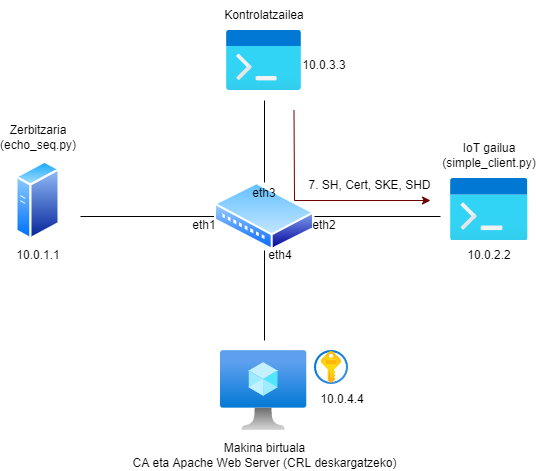 Kontrolatzailea
10.0.3.3
Zerbitzaria
(echo_seq.py)
IoT gailua
(simple_client.py)
7. SH, Cert, SKE, SHD
eth3
eth1
eth2
10.0.1.1
10.0.2.2
eth4
10.0.4.4
Makina birtuala
CA eta Apache Web Server (CRL deskargatzeko)